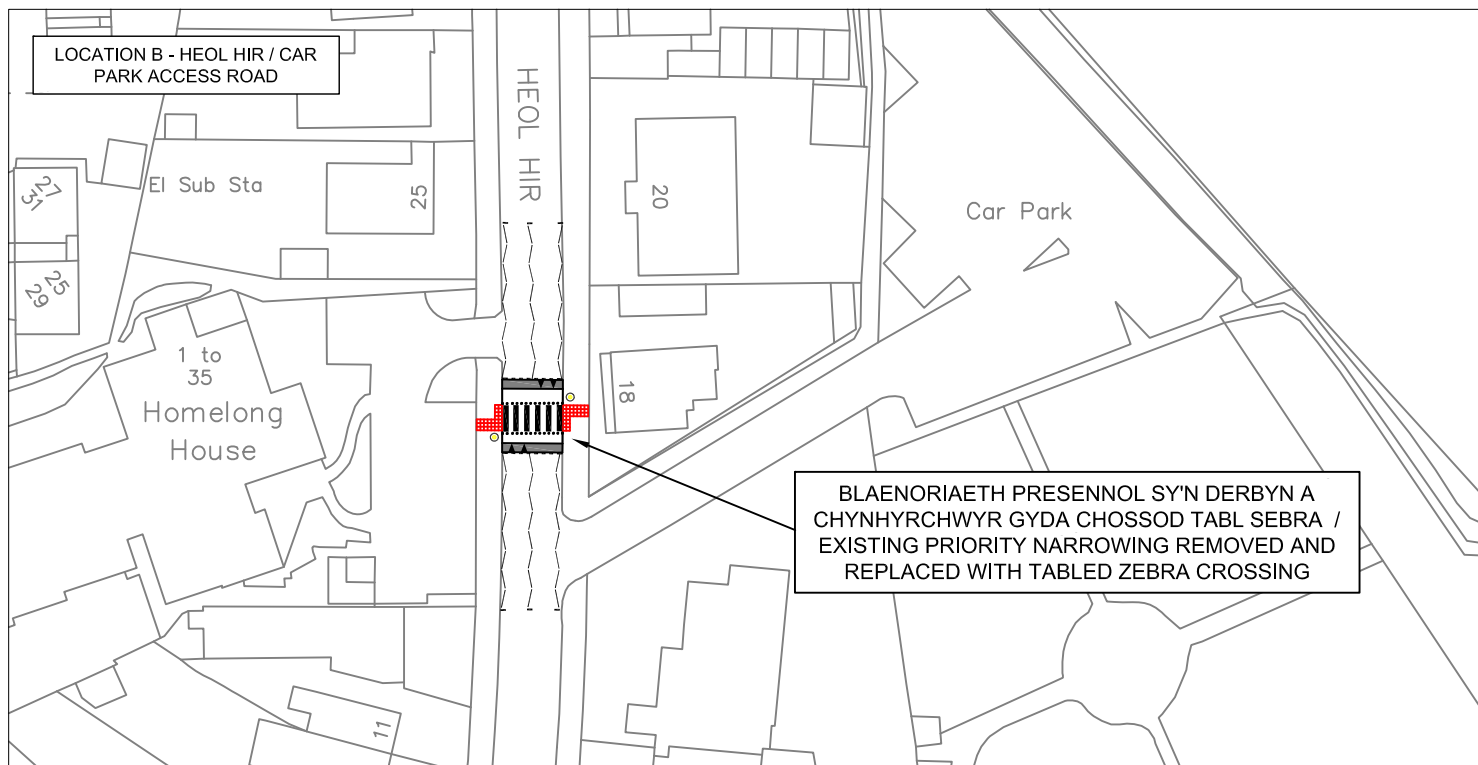 LOCATION B - HEOL HIR / CAR
PARK ACCESS ROAD
HEOL HIR
27
31
El Sub Sta
25
20
Car Park
25
29
1 to
35
Homelong
House
18
BLAENORIAETH PRESENNOL SY'N DERBYN A
CHYNHYRCHWYR GYDA CHOSSOD TABL SEBRA /
EXISTING PRIORITY NARROWING REMOVED AND
REPLACED WITH TABLED ZEBRA CROSSING
11